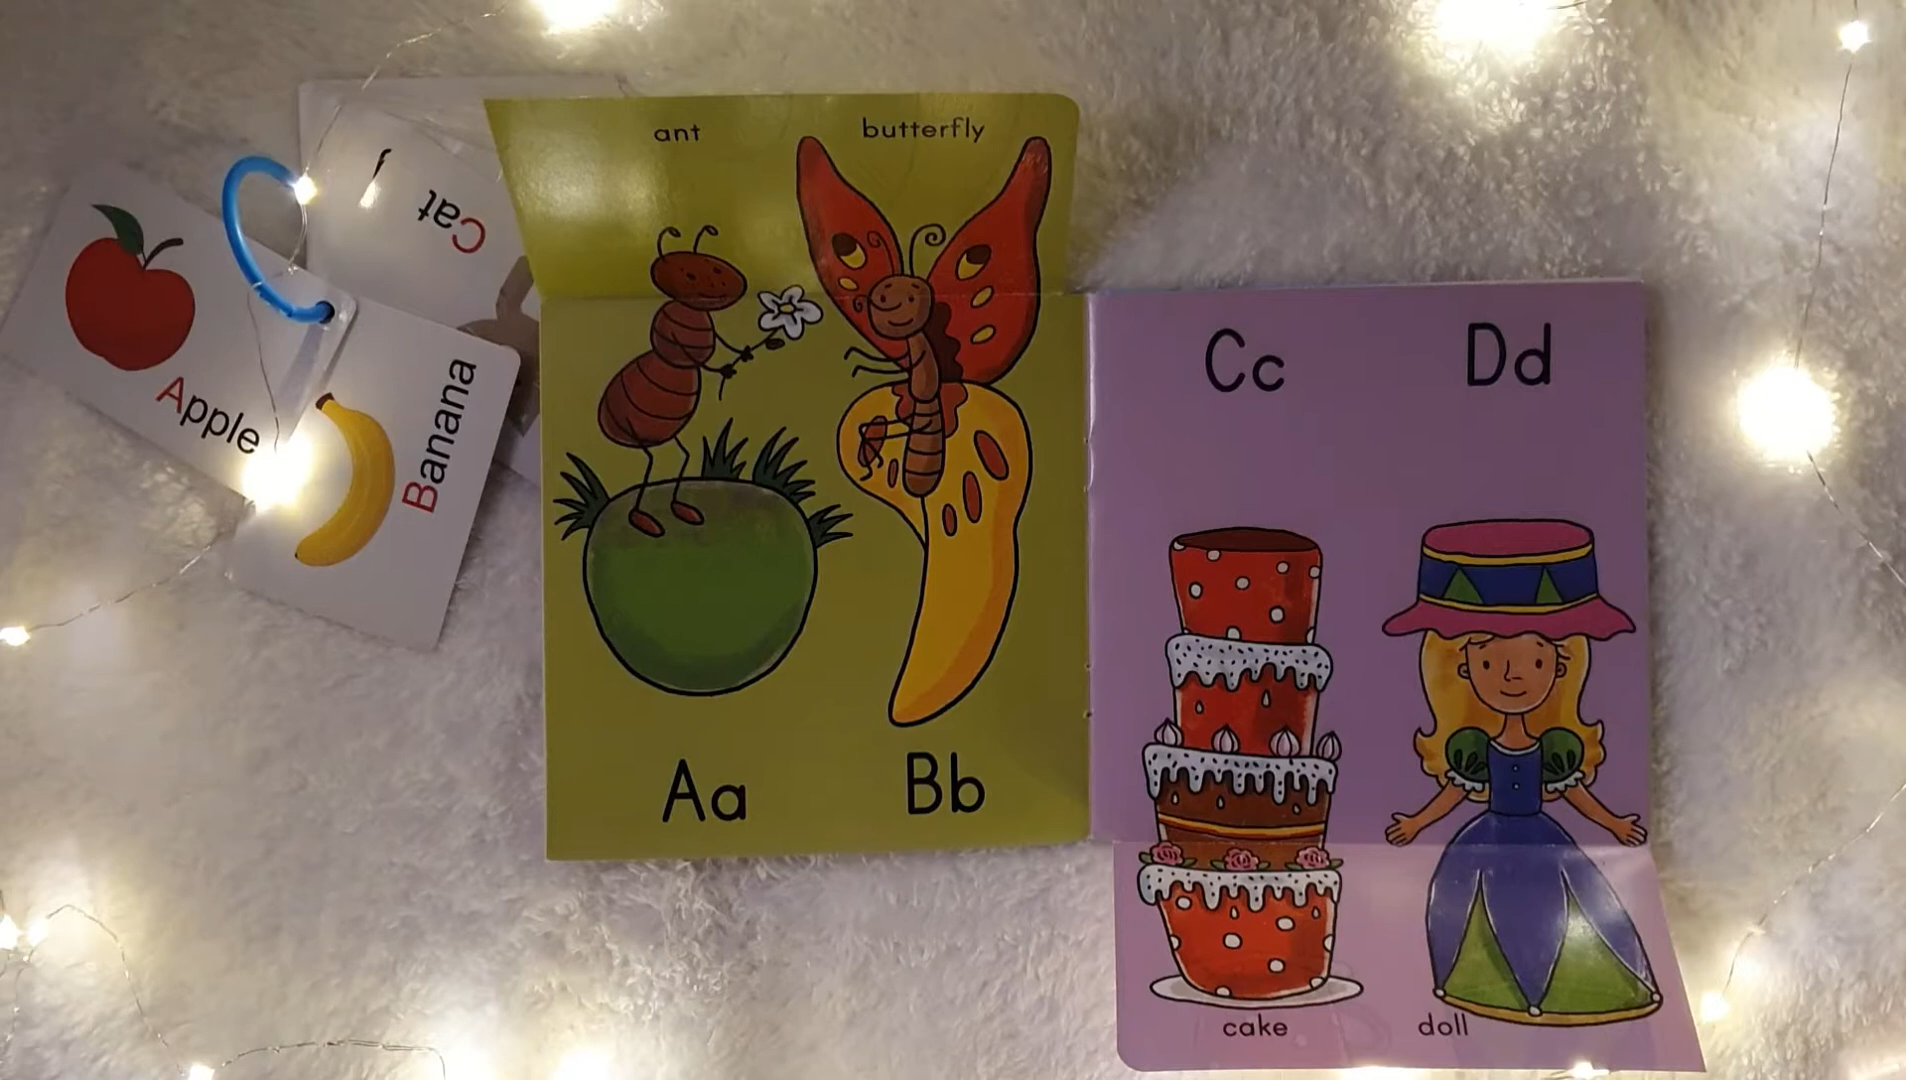 Apple
Banana
Cat
ant
butterfly
Aa
Bb
Cc
Dd
cake
doll